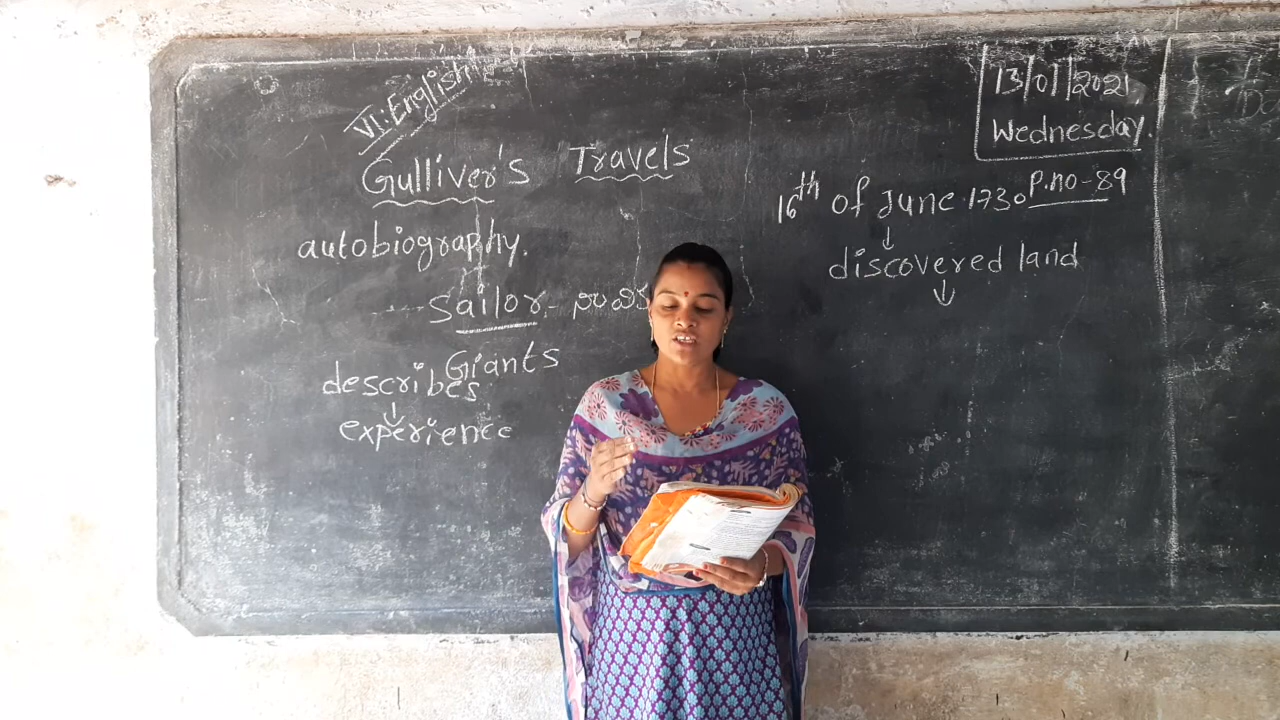 VI. English
Gulliver's Travels
autobiography.
Sailor -
Giants
describes
↓
experience
13/01/2021.
Wednesday.
P.no-89
16th of June 1730
↓
discovered land
↓